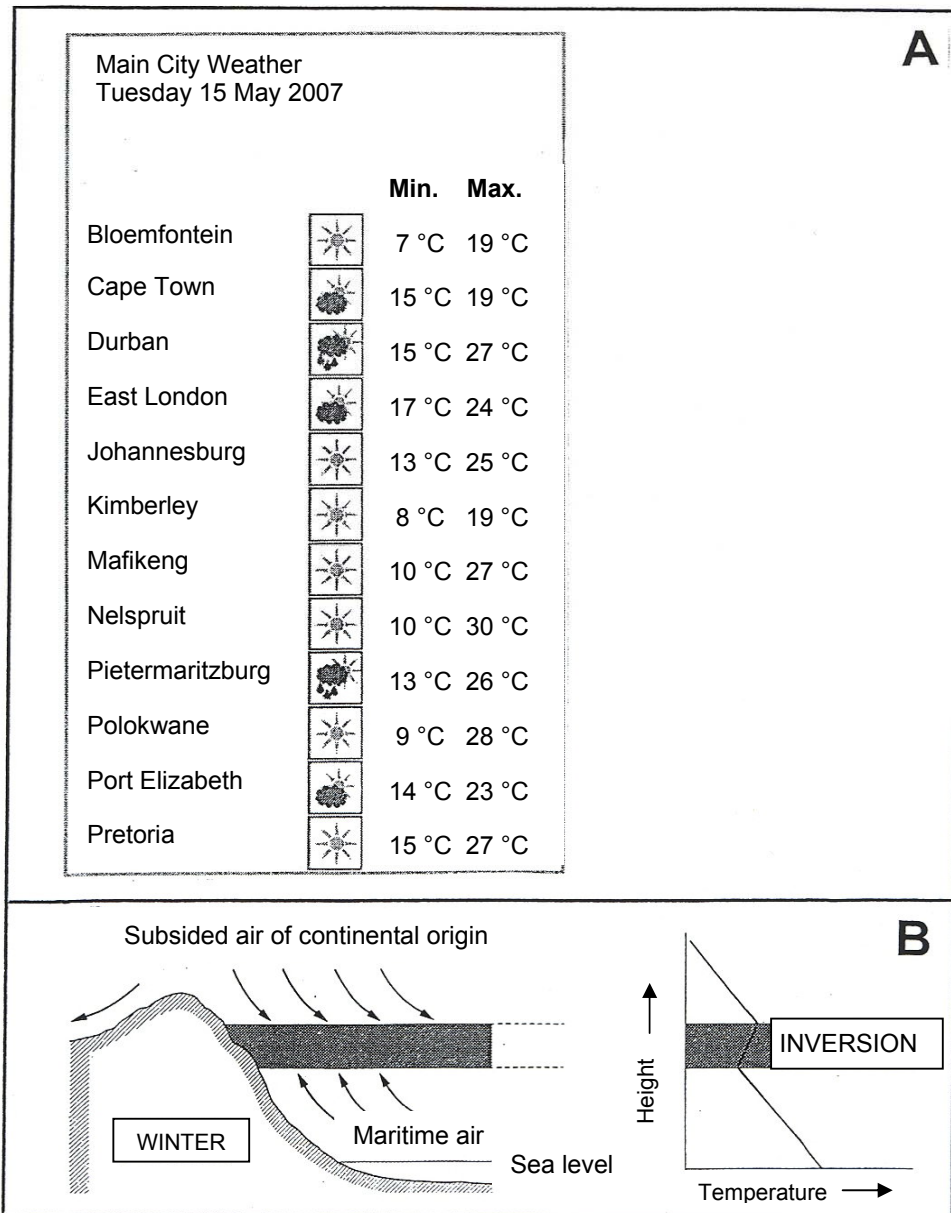 A
Main City Weather
Tuesday 15 May 2007
Min. Max.
Bloemfontein 7 °C 19 °C
Cape Town 15 °C 19 °C
Durban 15 °C 27 °C
East London 17 °C 24 °C
Johannesburg 13 °C 25 °C
Kimberley 8 °C 19 °C
Mafikeng 10 °C 27 °C
Nelspruit 10 °C 30 °C
Pietermaritzburg 13 °C 26 °C
Polokwane 9 °C 28 °C
Port Elizabeth 14 °C 23 °C
Pretoria 15 °C 27 °C
B
Subsided air of continental origin
WINTER
Maritime air
Sea level
Height
INVERSION
Temperature